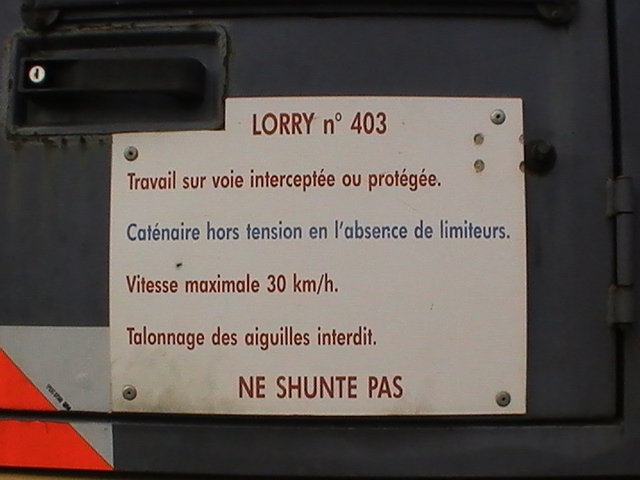 LORRY n° 403
Travail sur voie interceptée ou protégée.
Caténaire hors tension en l'absence de limiteurs.
Vitesse maximale 30 km/h.
Talonnage des aiguilles interdit.
NE SHUNTE PAS